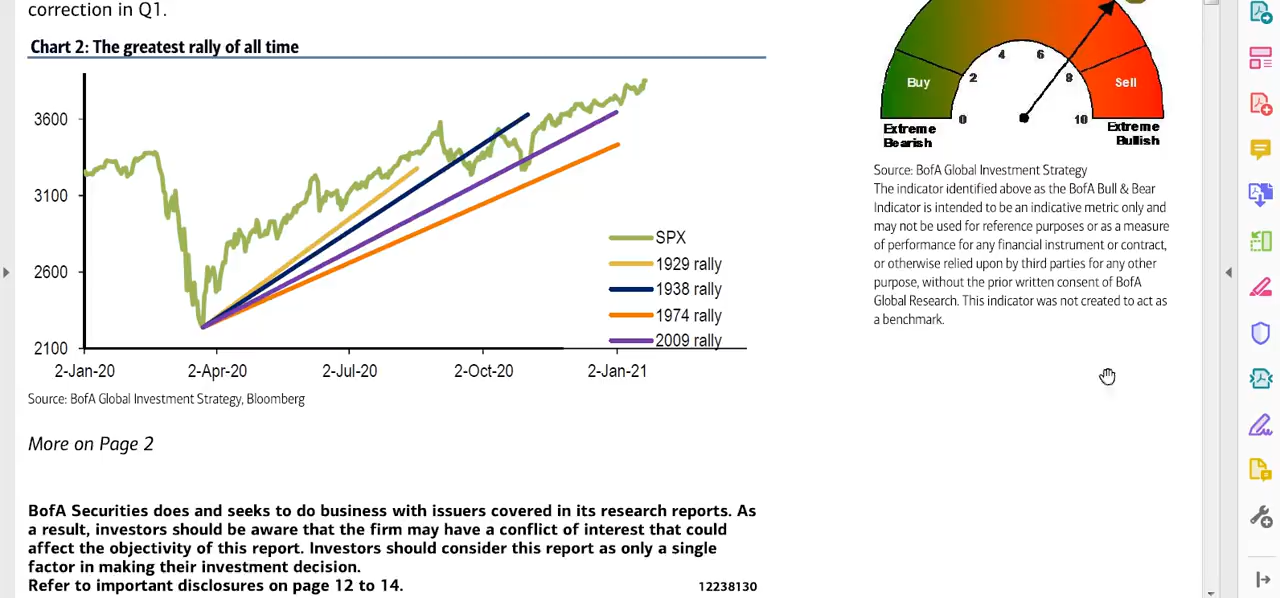 correction in Q1.
Chart 2: The greatest rally of all time
3600
3100
2600
2100
2-Jan-20
2-Apr-20
2-Jul-20
2-Oct-20
2-Jan-21
SPX
1929 rally
1938 rally
1974 rally
2009 rally
Source: BofA Global Investment Strategy, Bloomberg
More on Page 2
BofA Securities does and seeks to do business with issuers covered in its research reports. As
a result, investors should be aware that the firm may have a conflict of interest that could
affect the objectivity of this report. Investors should consider this report as only a single
factor in making their investment decision.
Refer to important disclosures on page 12 to 14.
12238130
Buy
Sell
0
2
4
6
8
10
Extreme
Bearish
Extreme
Bullish
Source: BofA Global Investment Strategy
The indicator identified above as the BofA Bull & Bear
Indicator is intended to be an indicative metric only and
may not be used for reference purposes or as a measure
of performance for any financial instrument or contract,
or otherwise relied upon by third parties for any other
purpose, without the prior written consent of BofA
Global Research. This indicator was not created to act as
a benchmark.